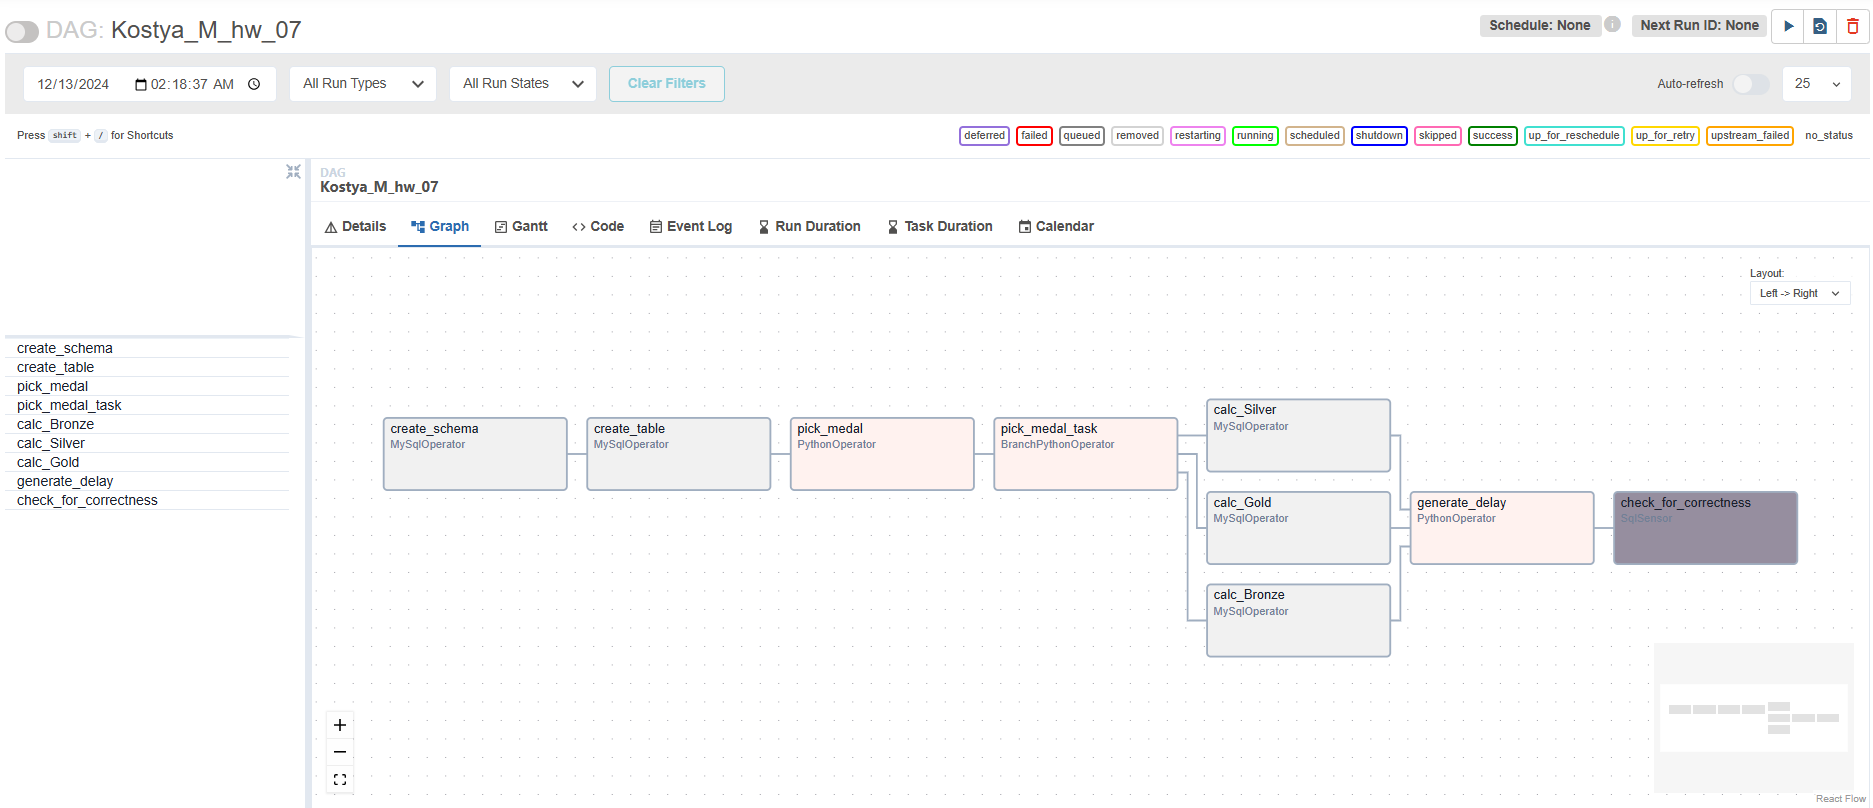 DAG: Kostya_M_hw_07
Schedule: None
Next Run ID: None
12/13/2024 02:18:37 AM
All Run Types
All Run States
Clear Filters
Auto-refresh
25
Press shift + / for Shortcuts
deferred failed queued removed restarting running scheduled shutdown skipped success up_for_reschedule up_for_retry upstream_failed no_status
DAG
Kostya_M_hw_07
Details Graph Gantt Code Event Log Run Duration Task Duration Calendar
Layout:
Left -> Right
create_schema
create_table
pick_medal
pick_medal_task
calc_Bronze
calc_Silver
calc_Gold
generate_delay
check_for_correctness
create_schema
MySqlOperator
create_table
MySqlOperator
pick_medal
PythonOperator
pick_medal_task
BranchPythonOperator
calc_Silver
MySqlOperator
calc_Gold
MySqlOperator
calc_Bronze
MySqlOperator
generate_delay
PythonOperator
check_for_correctness
SqlSensor
React Flow